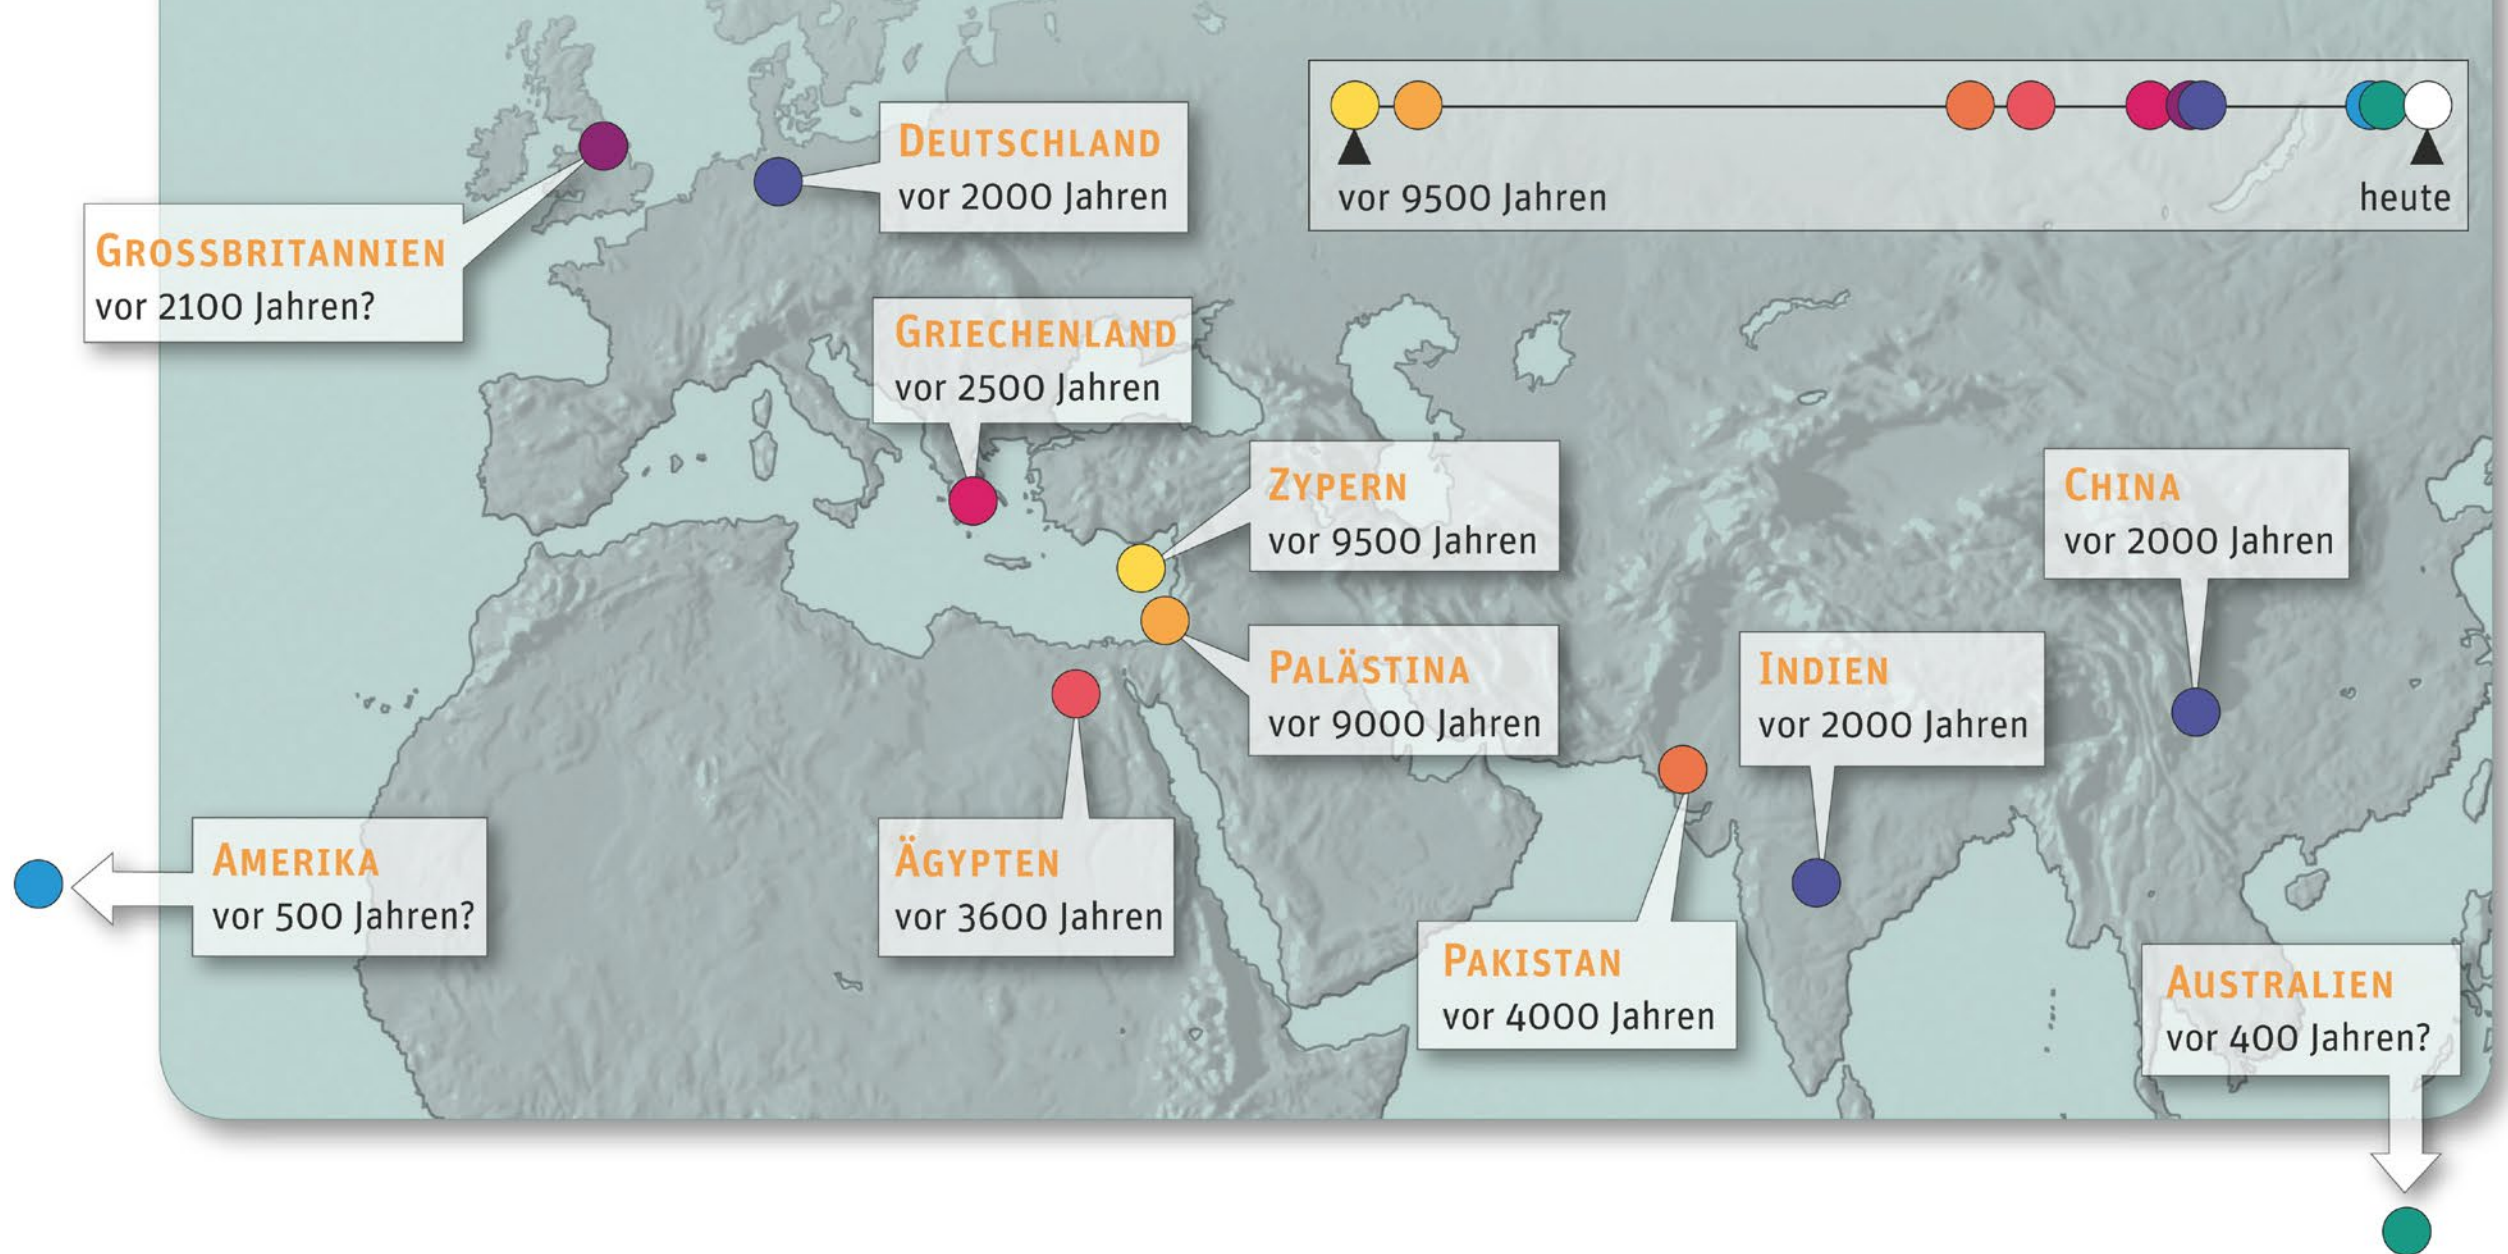 DEUTSCHLAND
vor 2000 Jahren
vor 9500 Jahren
heute
GROSSBRITANNIEN
vor 2100 Jahren?
GRIECHENLAND
vor 2500 Jahren
ZYPERN
vor 9500 Jahren
CHINA
vor 2000 Jahren
PALÄSTINA
vor 9000 Jahren
INDIEN
vor 2000 Jahren
AMERIKA
vor 500 Jahren?
ÄGYPTEN
vor 3600 Jahren
PAKISTAN
vor 4000 Jahren
AUSTRALIEN
vor 400 Jahren?